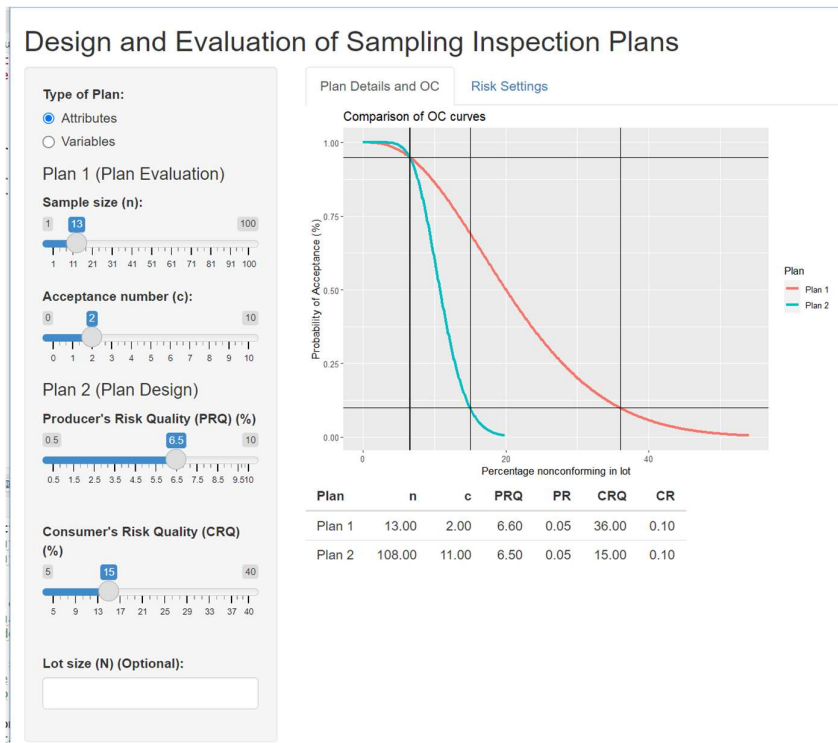 Design and Evaluation of Sampling Inspection Plans
Type of Plan:
Attributes
Variables
Plan 1 (Plan Evaluation)
Sample size (n):
1 13 100
1 11 21 31 41 51 61 71 81 91 100
Acceptance number (c):
0 2 10
0 1 2 3 4 5 6 7 8 9 10
Plan 2 (Plan Design)
Producer's Risk Quality (PRQ) (%)
0.5 6.5 10
0.5 1.5 2.5 3.5 4.5 5.5 6.5 7.5 8.5 9.510
Consumer's Risk Quality (CRQ)
(%)
5 15 40
5 9 13 17 21 25 29 33 37 40
Lot size (N) (Optional):
Plan Details and OC Risk Settings
Comparison of OC curves
Probability of Acceptance (%)
1.00
0.75
0.50
0.25
0.00
0 20 40
Percentage nonconforming in lot
Plan
Plan 1
Plan 2
Plan n c PRQ PR CRQ CR
Plan 1 13.00 2.00 6.60 0.05 36.00 0.10
Plan 2 108.00 11.00 6.50 0.05 15.00 0.10